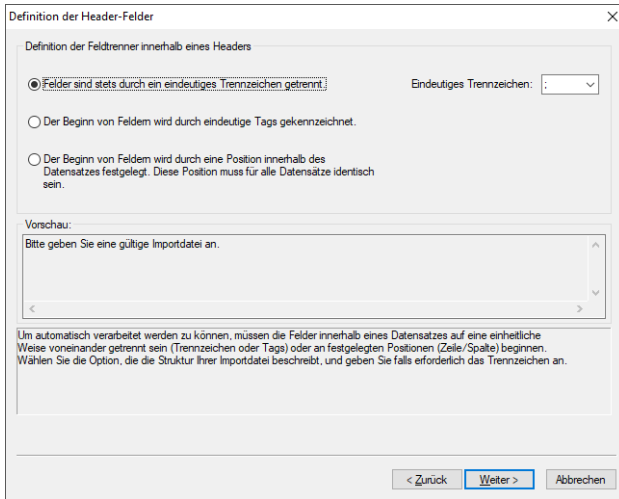 Definition der Header-Felder
Definition der Feldtrenner innerhalb eines Headers
Felder sind stets durch ein eindeutiges Trennzeichen getrennt.
Eindeutiges Trennzeichen: ;
Der Beginn von Feldern wird durch eindeutige Tags gekennzeichnet.
Der Beginn von Feldern wird durch eine Position innerhalb des
Datensatzes festgelegt. Diese Position muss für alle Datensätze identisch
sein.
Vorschau:
Bitte geben Sie eine gültige Importdatei an.
Um automatisch verarbeitet werden zu können, müssen die Felder innerhalb eines Datensatzes auf eine einheitliche
Weise voneinander getrennt sein (Trennzeichen oder Tags) oder an festgelegten Positionen (Zeile/Spalte) beginnen.
Wählen Sie die Option, die die Struktur Ihrer Importdatei beschreibt, und geben Sie falls erforderlich das Trennzeichen an.
< Zurück
Weiter >
Abbrechen